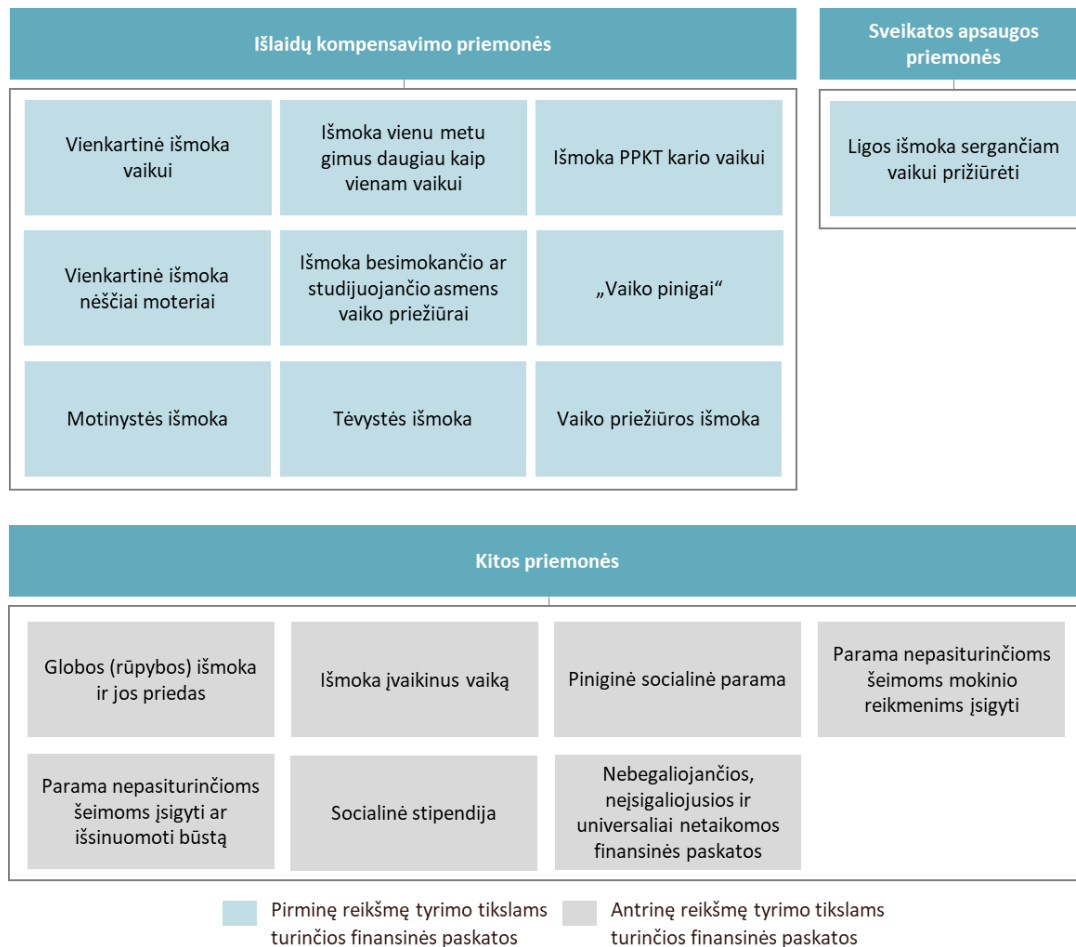 Išlaidų kompensavimo priemonės
Sveikatos apsaugos
priemonės
Vienkartinė išmoka
vaikui
Išmoka vienu metu
gimus daugiau kaip
vienam vaikui
Išmoka PPKT kario vaikui
Ligos išmoka sergančiam
vaikui prižiūrėti
Vienkartinė išmoka
nėščiai moteriai
Išmoka besimokančio ar
studijuojančio asmens
vaiko priežiūrai
„Vaiko pinigai“
Motinystės išmoka
Tėvystės išmoka
Vaiko priežiūros išmoka
Kitos priemonės
Globos (rūpybos) išmoka
ir jos priedas
Išmoka įvaikinus vaiką
Piniginė socialinė parama
Parama nepasiturinčioms
šeimoms mokinio
reikmenims įsigyti
Parama nepasiturinčioms
šeimoms įsigyti ar
išsinuomoti būstą
Socialinė stipendija
Nebegaliojančios,
neįsigaliojusios ir
universaliai netaikomos
finansinės paskatos
Pirminę reikšmę tyrimo tikslams
turinčios finansinės paskatos
Antrinę reikšmę tyrimo tikslams
turinčios finansinės paskatos